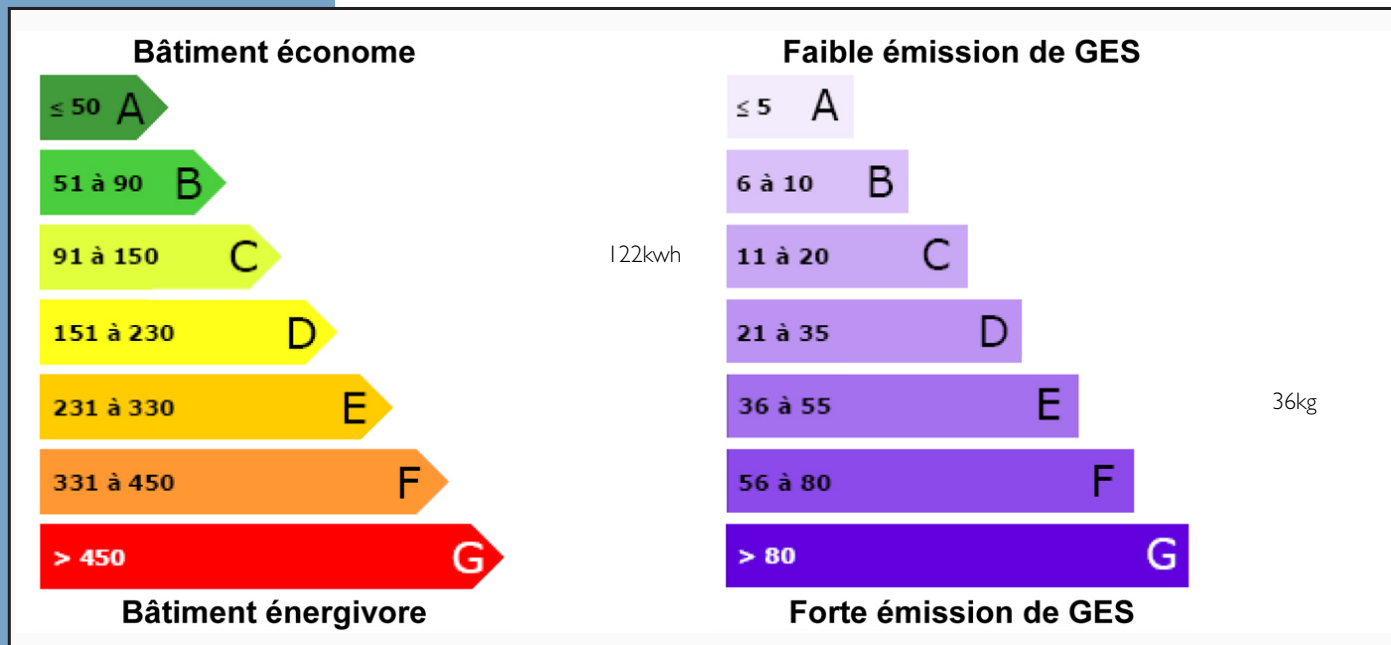 Bâtiment économe
≤ 50 A
51 à 90 B
91 à 150 C
122kwh
151 à 230 D
231 à 330 E
331 à 450 F
> 450 G
Bâtiment énergivore
Faible émission de GES
≤ 5 A
6 à 10 B
11 à 20 C
21 à 35 D
36 à 55 E
36kg
56 à 80 F
> 80 G
Forte émission de GES